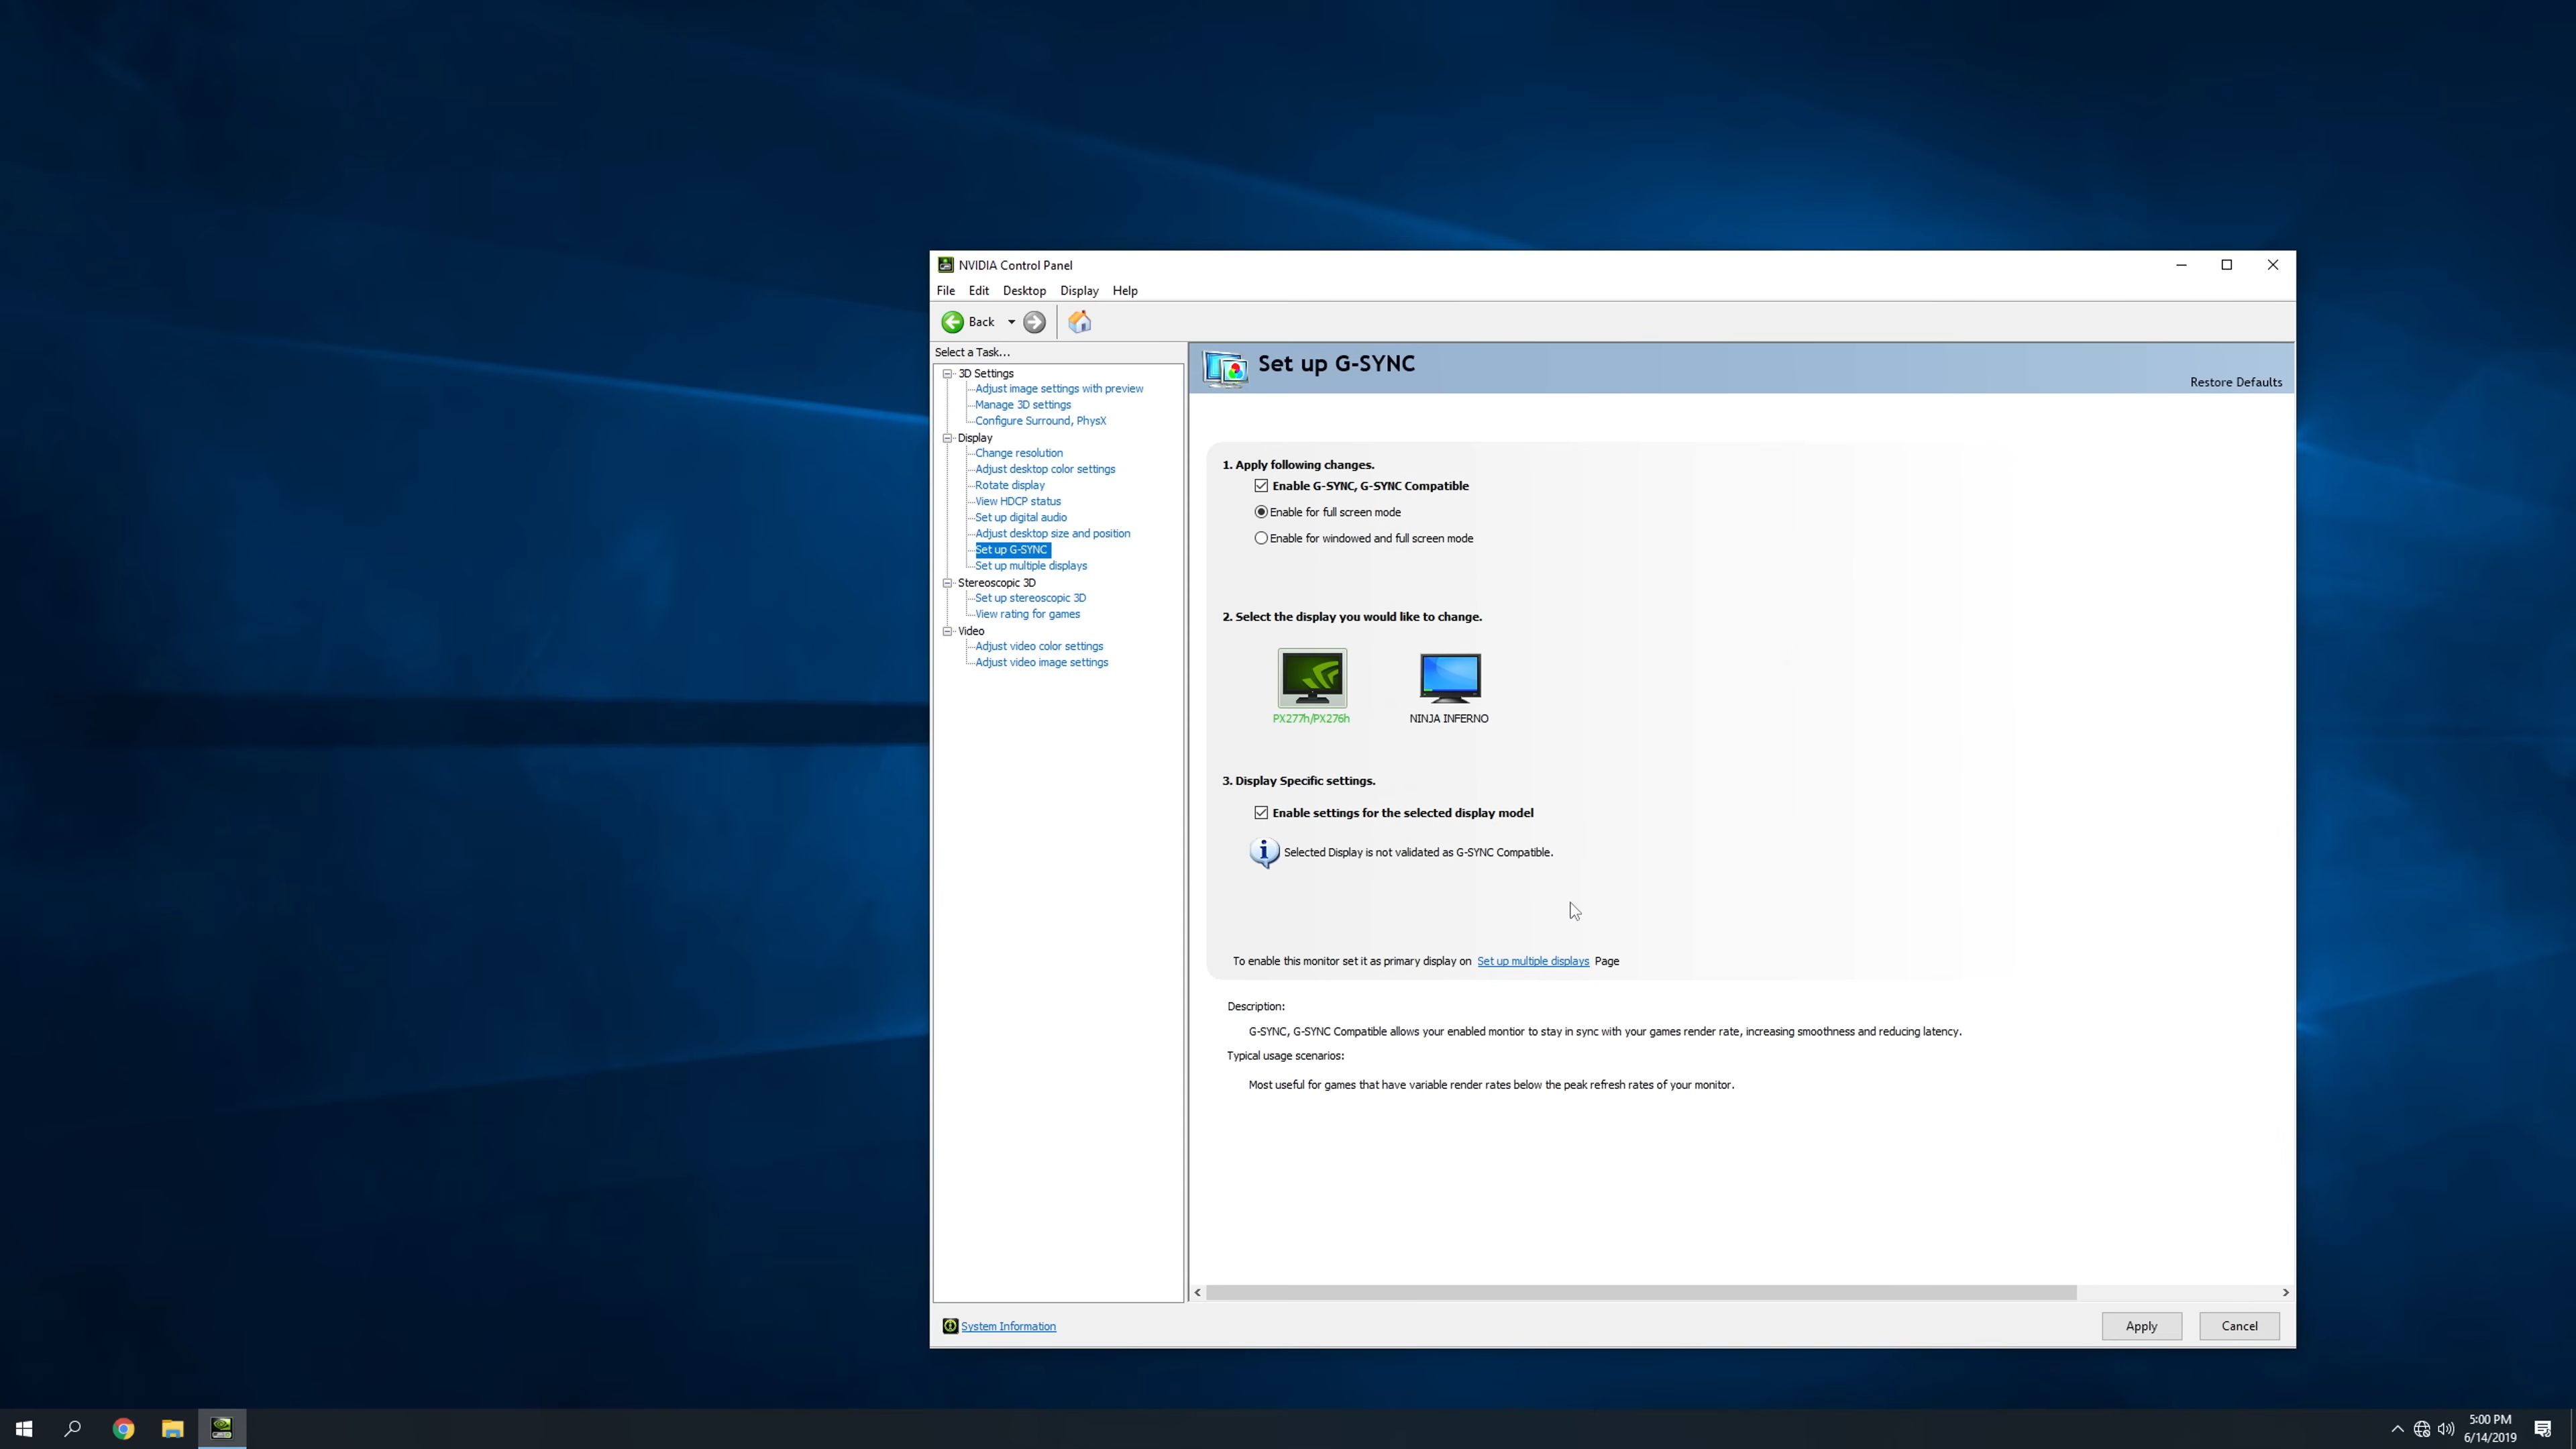 NVIDIA Control Panel
File Edit Desktop Display Help
Back
Select a Task...
3D Settings
Adjust image settings with preview
Manage 3D settings
Configure Surround, PhysX
Display
Change resolution
Adjust desktop color settings
Rotate display
View HDCP status
Set up digital audio
Adjust desktop size and position
Set up G-SYNC
Set up multiple displays
Stereoscopic 3D
Set up stereoscopic 3D
View rating for games
Video
Adjust video color settings
Adjust video image settings
System Information
Set up G-SYNC
Restore Defaults
1. Apply following changes.
Enable G-SYNC, G-SYNC Compatible
Enable for full screen mode
Enable for windowed and full screen mode
2. Select the display you would like to change.
PX277h/PX276h NINJA INFERNO
3. Display Specific settings.
Enable settings for the selected display model
Selected Display is not validated as G-SYNC Compatible.
To enable this monitor set it as primary display on Set up multiple displays Page
Description:
G-SYNC, G-SYNC Compatible allows your enabled montior to stay in sync with your games render rate, increasing smoothness and reducing latency.
Typical usage scenarios:
Most useful for games that have variable render rates below the peak refresh rates of your monitor.
Apply Cancel
5:00 PM
6/14/2019